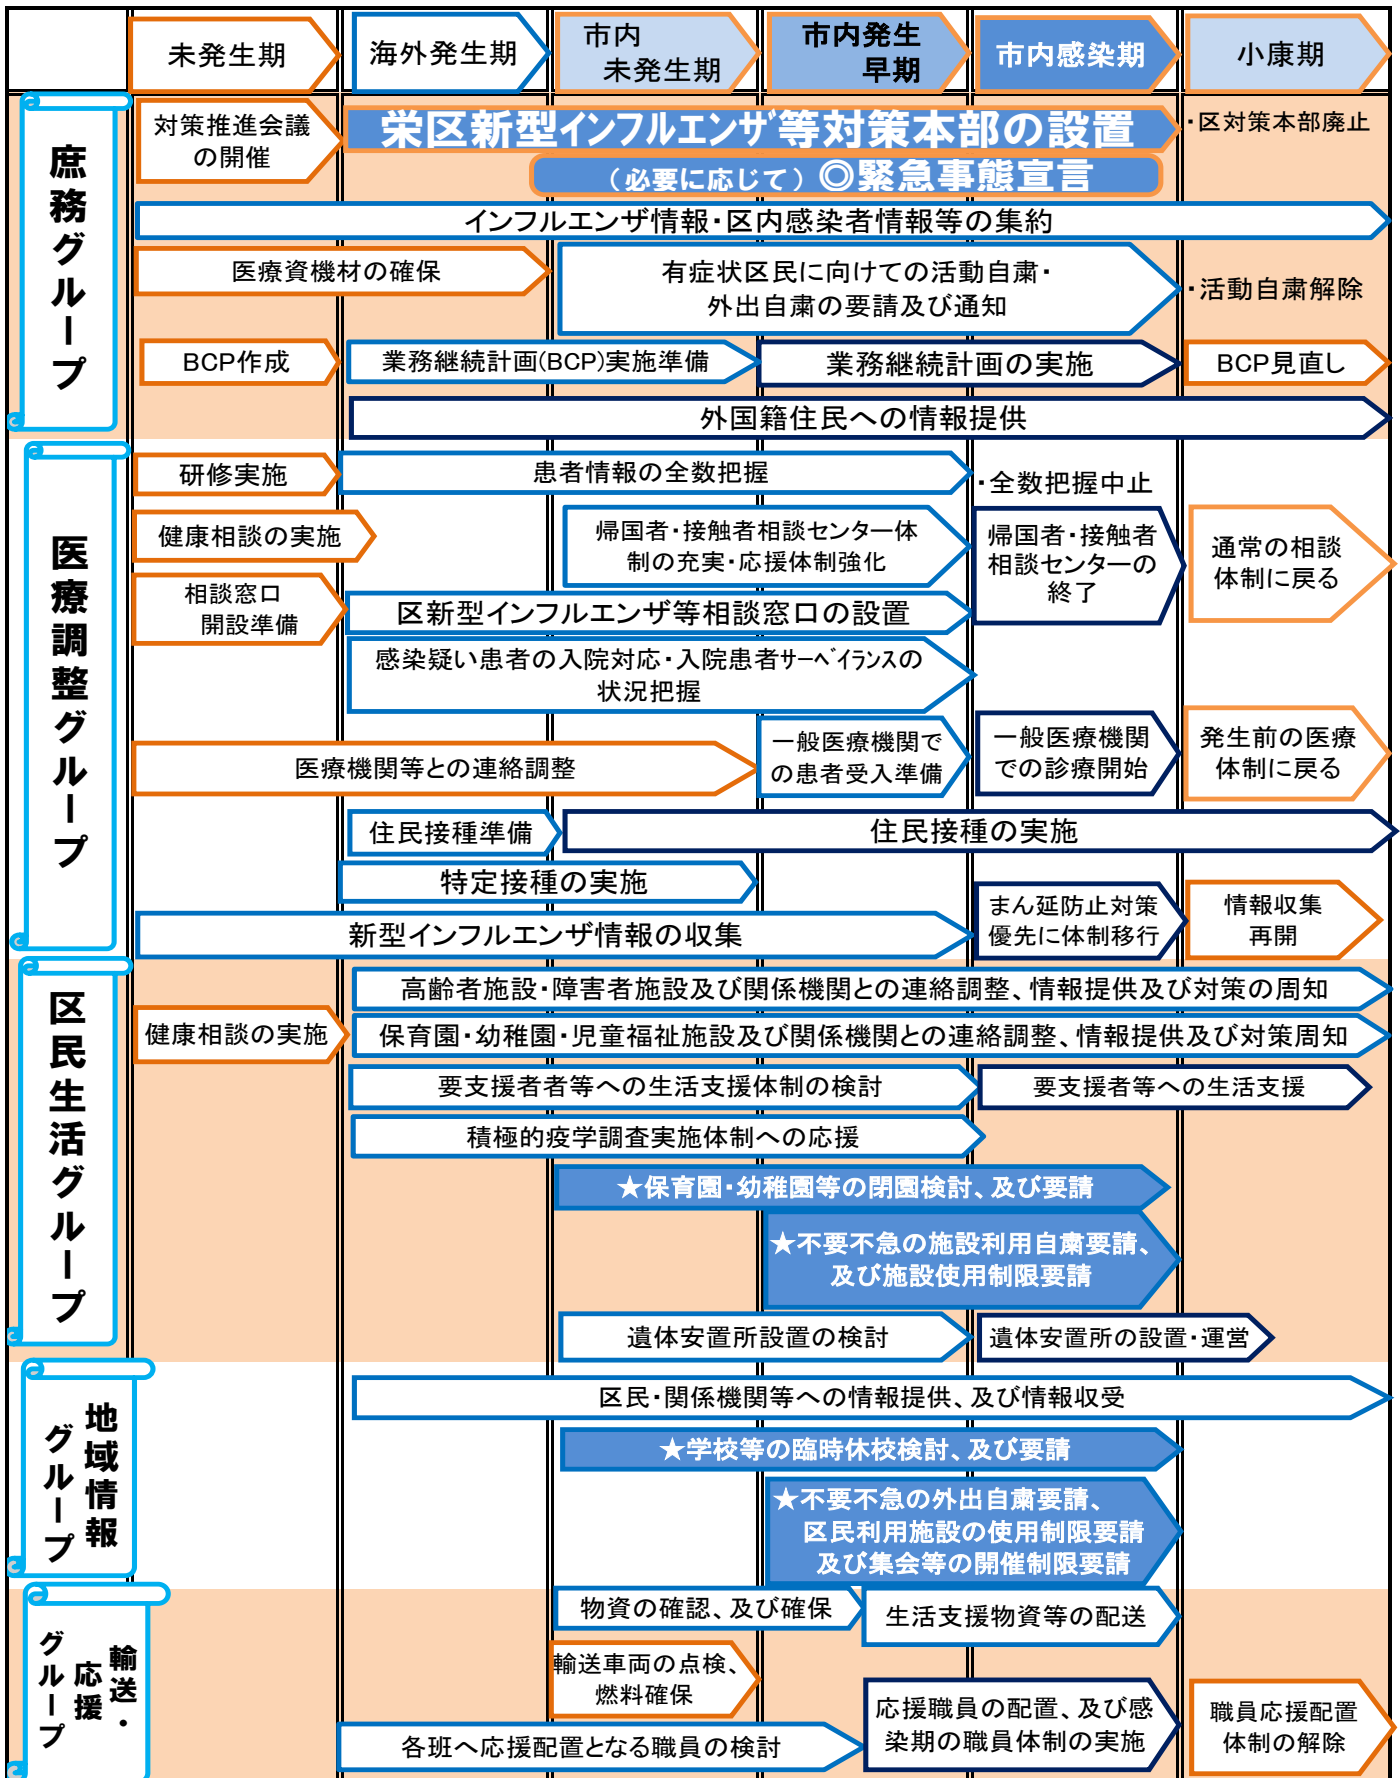 未発生期
海外発生期
市内
未発生期
市内発生
早期
市内感染期
小康期
庶務グループ
対策推進会議
の開催
栄区新型インフルエンザ等対策本部の設置
・区対策本部廃止
（必要に応じて）◎緊急事態宣言
インフルエンザ情報・区内感染者情報等の集約
医療資機材の確保
有症状区民に向けての活動自粛・
外出自粛の要請及び通知
・活動自粛解除
BCP作成
業務継続計画(BCP)実施準備
業務継続計画の実施
BCP見直し
外国籍住民への情報提供
医療調整グループ
研修実施
患者情報の全数把握
・全数把握中止
健康相談の実施
帰国者・接触者相談センター体
制の充実・応援体制強化
帰国者・接触者
相談センターの
終了
通常の相談
体制に戻る
相談窓口
開設準備
区新型インフルエンザ等相談窓口の設置
感染疑い患者の入院対応・入院患者サーベイランスの
状況把握
医療機関等との連絡調整
一般医療機関で
の患者受入準備
一般医療機関
での診療開始
発生前の医療
体制に戻る
住民接種準備
住民接種の実施
特定接種の実施
新型インフルエンザ情報の収集
まん延防止対策
優先に体制移行
情報収集
再開
区民生活グループ
高齢者施設・障害者施設及び関係機関との連絡調整、情報提供及び対策の周知
健康相談の実施
保育園・幼稚園・児童福祉施設及び関係機関との連絡調整、情報提供及び対策周知
要支援者者等への生活支援体制の検討
要支援者等への生活支援
積極的疫学調査実施体制への応援
★保育園・幼稚園等の閉園検討、及び要請
★不要不急の施設利用自粛要請、
及び施設使用制限要請
遺体安置所設置の検討
遺体安置所の設置・運営
地域情報
グループ
区民・関係機関等への情報提供、及び情報収受
★学校等の臨時休校検討、及び要請
★不要不急の外出自粛要請、
区民利用施設の使用制限要請
及び集会等の開催制限要請
輸送・
応援
グループ
物資の確認、及び確保
生活支援物資等の配送
輸送車両の点検、
燃料確保
応援職員の配置、及び感
染期の職員体制の実施
職員応援配置
体制の解除
各班へ応援配置となる職員の検討